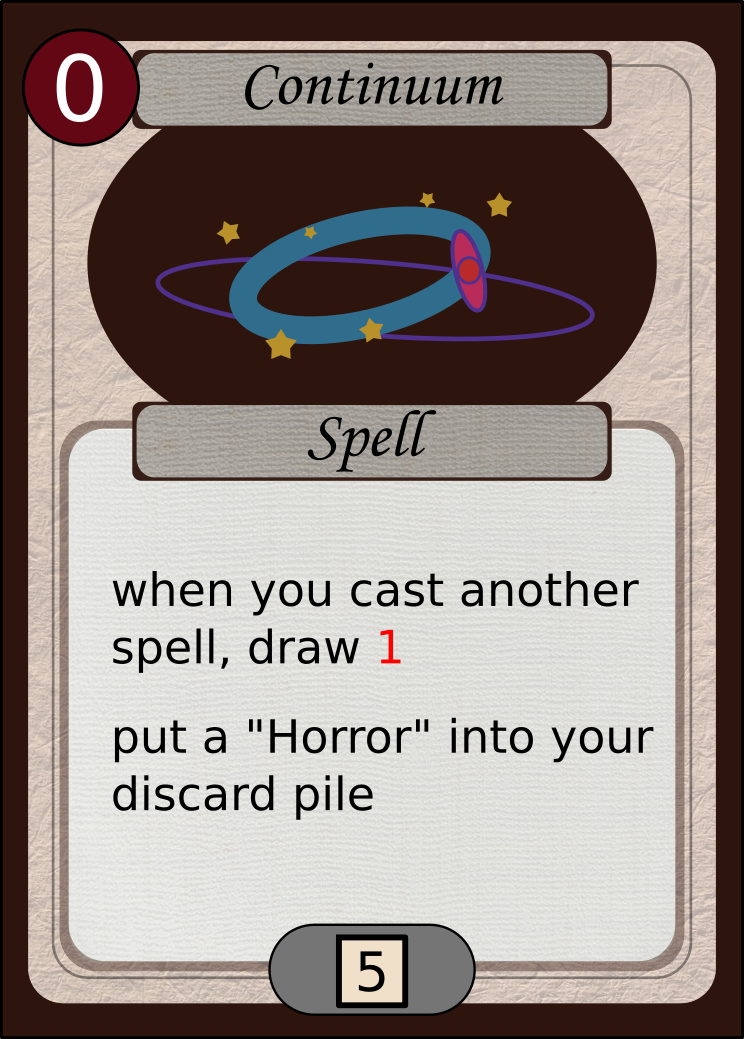 0
Continuum
Spell
when you cast another
spell, draw 1
put a "Horror" into your
discard pile
5